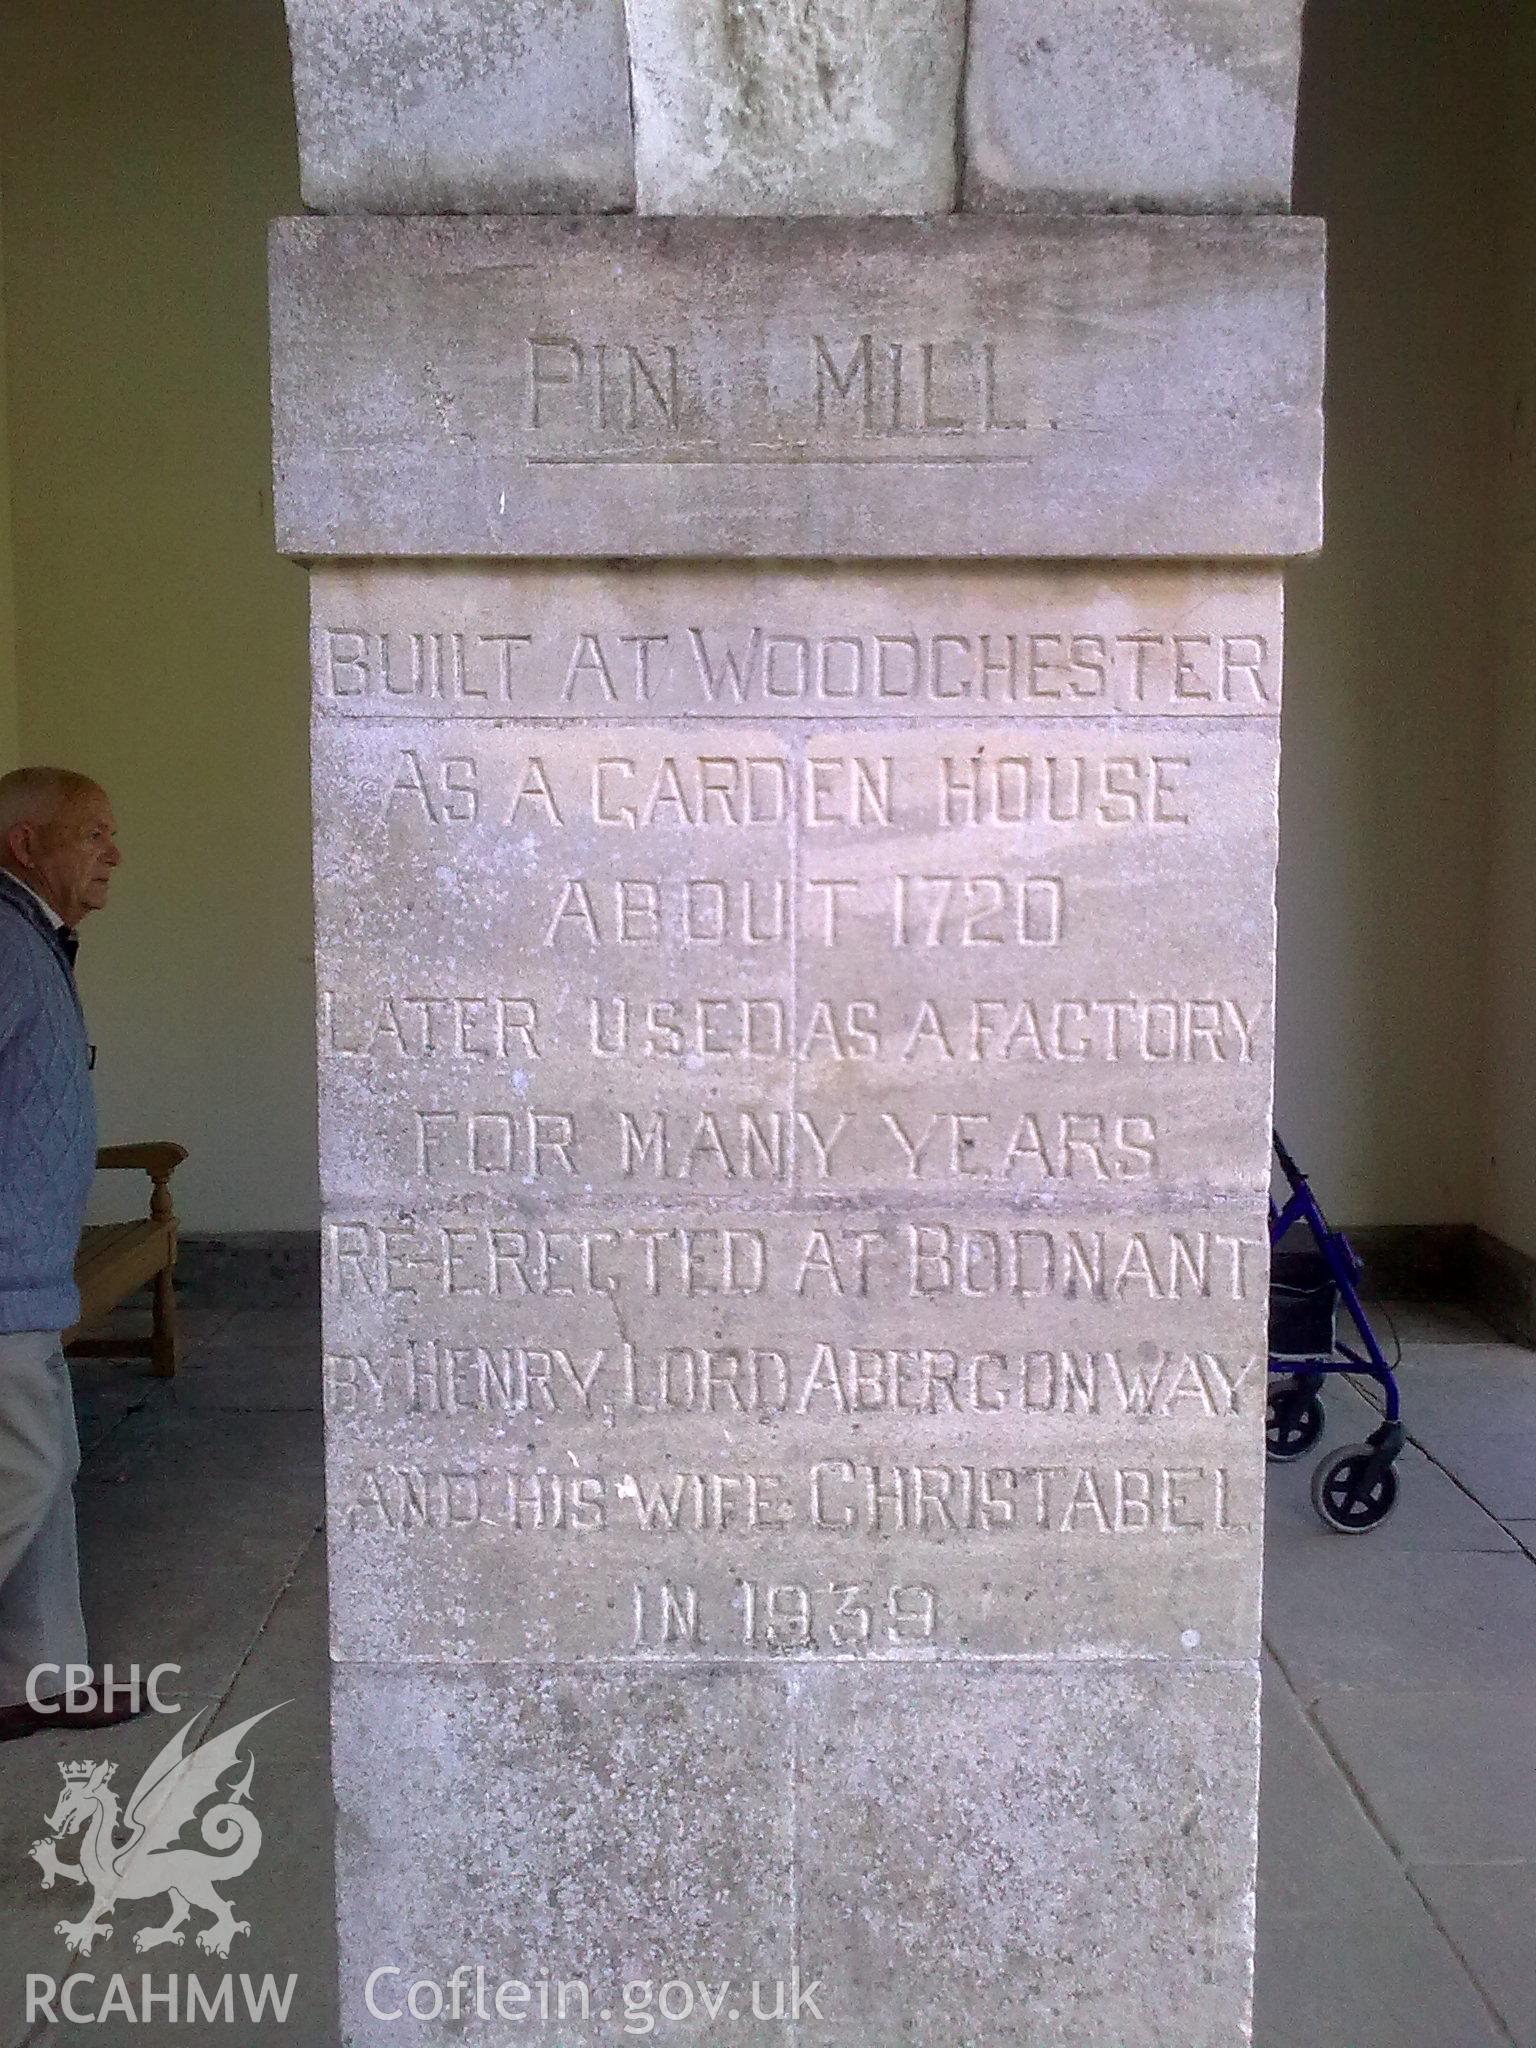 PIN MILL.
BUILT AT WOODCHESTER
AS A GARDEN HOUSE
ABOUT 1720
LATER USED AS A FACTORY
FOR MANY YEARS
RE-ERECTED AT BODNANT
BY HENRY, LORD ABERGONWAY
AND HIS WIFE CHRISTABEL
IN 1939
CBHC
RCAHMW Coflein.gov.uk